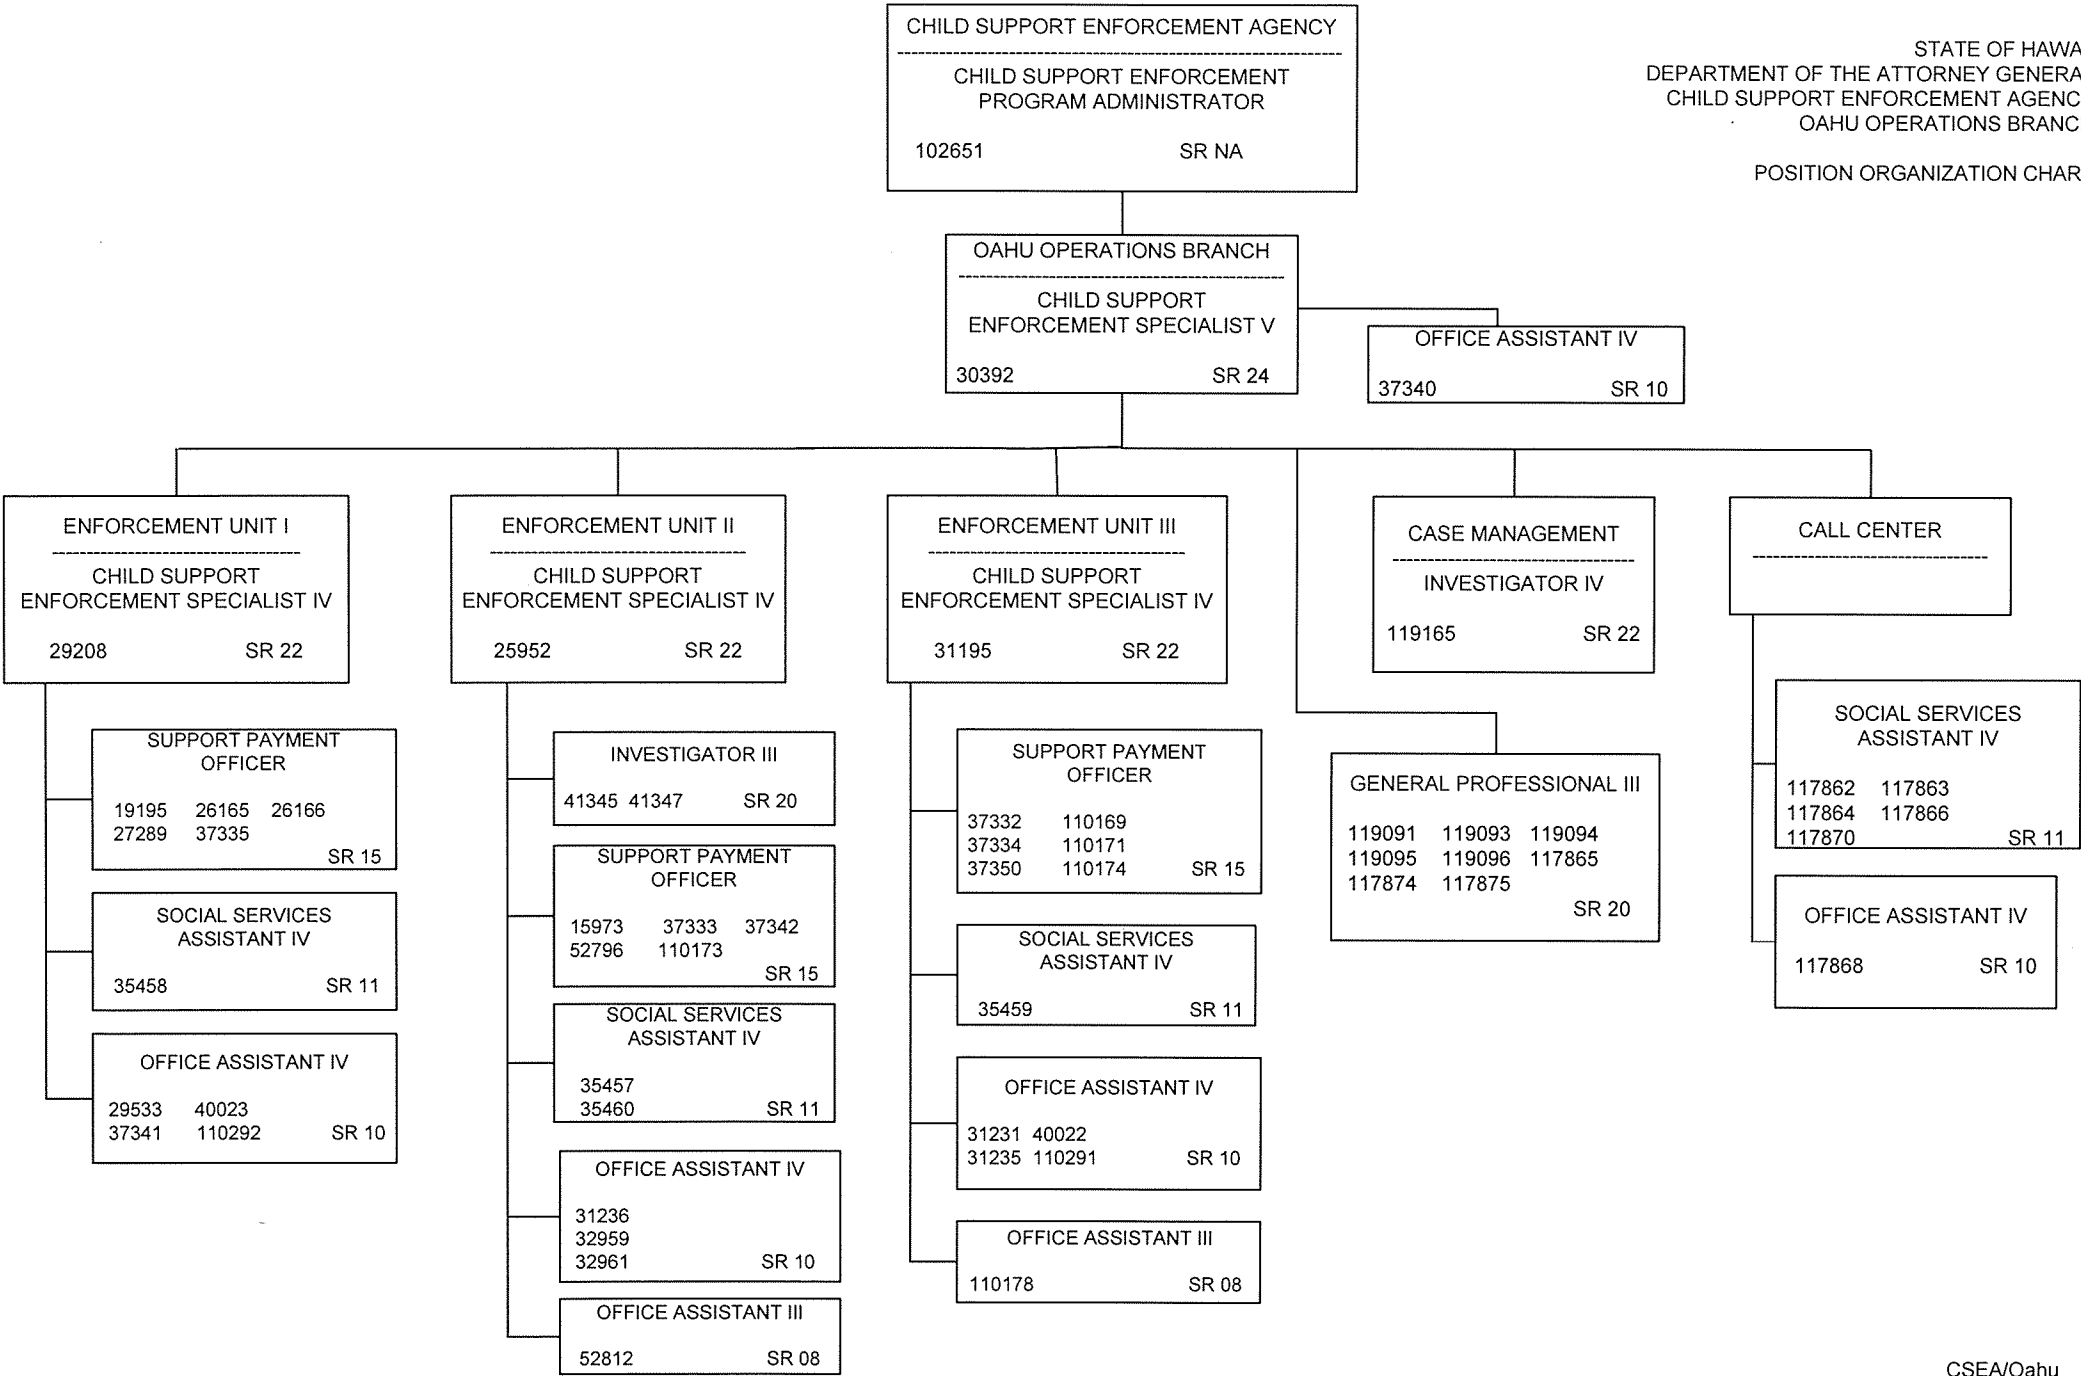 CHILD SUPPORT ENFORCEMENT AGENCY
CHILD SUPPORT ENFORCEMENT
PROGRAM ADMINISTRATOR
102651 SR NA
STATE OF HAWA
DEPARTMENT OF THE ATTORNEY GENERA
CHILD SUPPORT ENFORCEMENT AGENC
OAHU OPERATIONS BRANC
POSITION ORGANIZATION CHAR
OAHU OPERATIONS BRANCH
CHILD SUPPORT
ENFORCEMENT SPECIALIST V
30392 SR 24
OFFICE ASSISTANT IV
37340 SR 10
ENFORCEMENT UNIT I
CHILD SUPPORT
ENFORCEMENT SPECIALIST IV
29208 SR 22
SUPPORT PAYMENT
OFFICER
19195 26165 26166
27289 37335
SR 15
SOCIAL SERVICES
ASSISTANT IV
35458 SR 11
OFFICE ASSISTANT IV
29533 40023
37341 110292 SR 10
ENFORCEMENT UNIT II
CHILD SUPPORT
ENFORCEMENT SPECIALIST IV
25952 SR 22
INVESTIGATOR III
41345 41347 SR 20
SUPPORT PAYMENT
OFFICER
15973 37333 37342
52796 110173
SR 15
SOCIAL SERVICES
ASSISTANT IV
35457
35460 SR 11
OFFICE ASSISTANT IV
31236
32959
32961 SR 10
OFFICE ASSISTANT III
52812 SR 08
ENFORCEMENT UNIT III
CHILD SUPPORT
ENFORCEMENT SPECIALIST IV
31195 SR 22
SUPPORT PAYMENT
OFFICER
37332 110169
37334 110171
37350 110174 SR 15
SOCIAL SERVICES
ASSISTANT IV
35459 SR 11
OFFICE ASSISTANT IV
31231 40022
31235 110291 SR 10
OFFICE ASSISTANT III
110178 SR 08
GENERAL PROFESSIONAL III
119091 119093 119094
119095 119096 117865
117874 117875
SR 20
CASE MANAGEMENT
INVESTIGATOR IV
119165 SR 22
CALL CENTER
SOCIAL SERVICES
ASSISTANT IV
117862 117863
117864 117866
117870 SR 11
OFFICE ASSISTANT IV
117868 SR 10
CSEA/Oahu